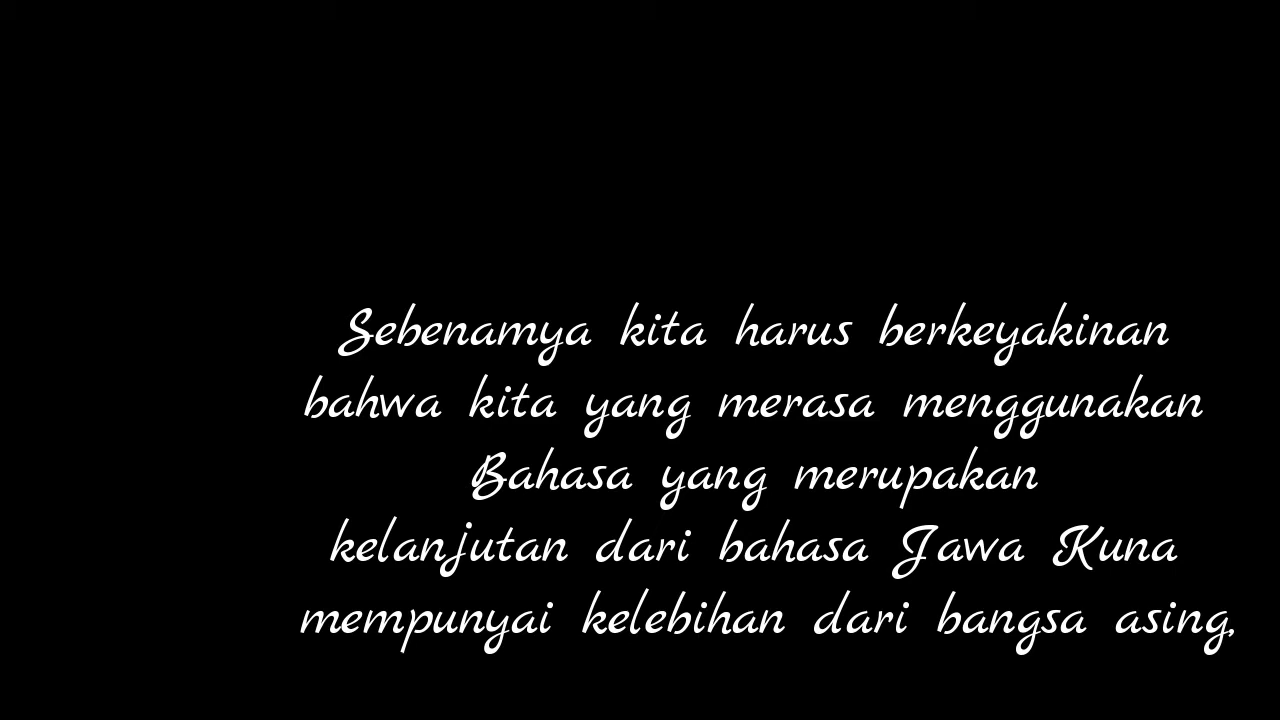 Sebenamya kita harus berkeyakinan
bahwa kita yang merasa menggunakan
Bahasa yang merupakan
kelanjutan dari bahasa Jawa Kuna
mempunyai kelebihan dari bangsa asing,